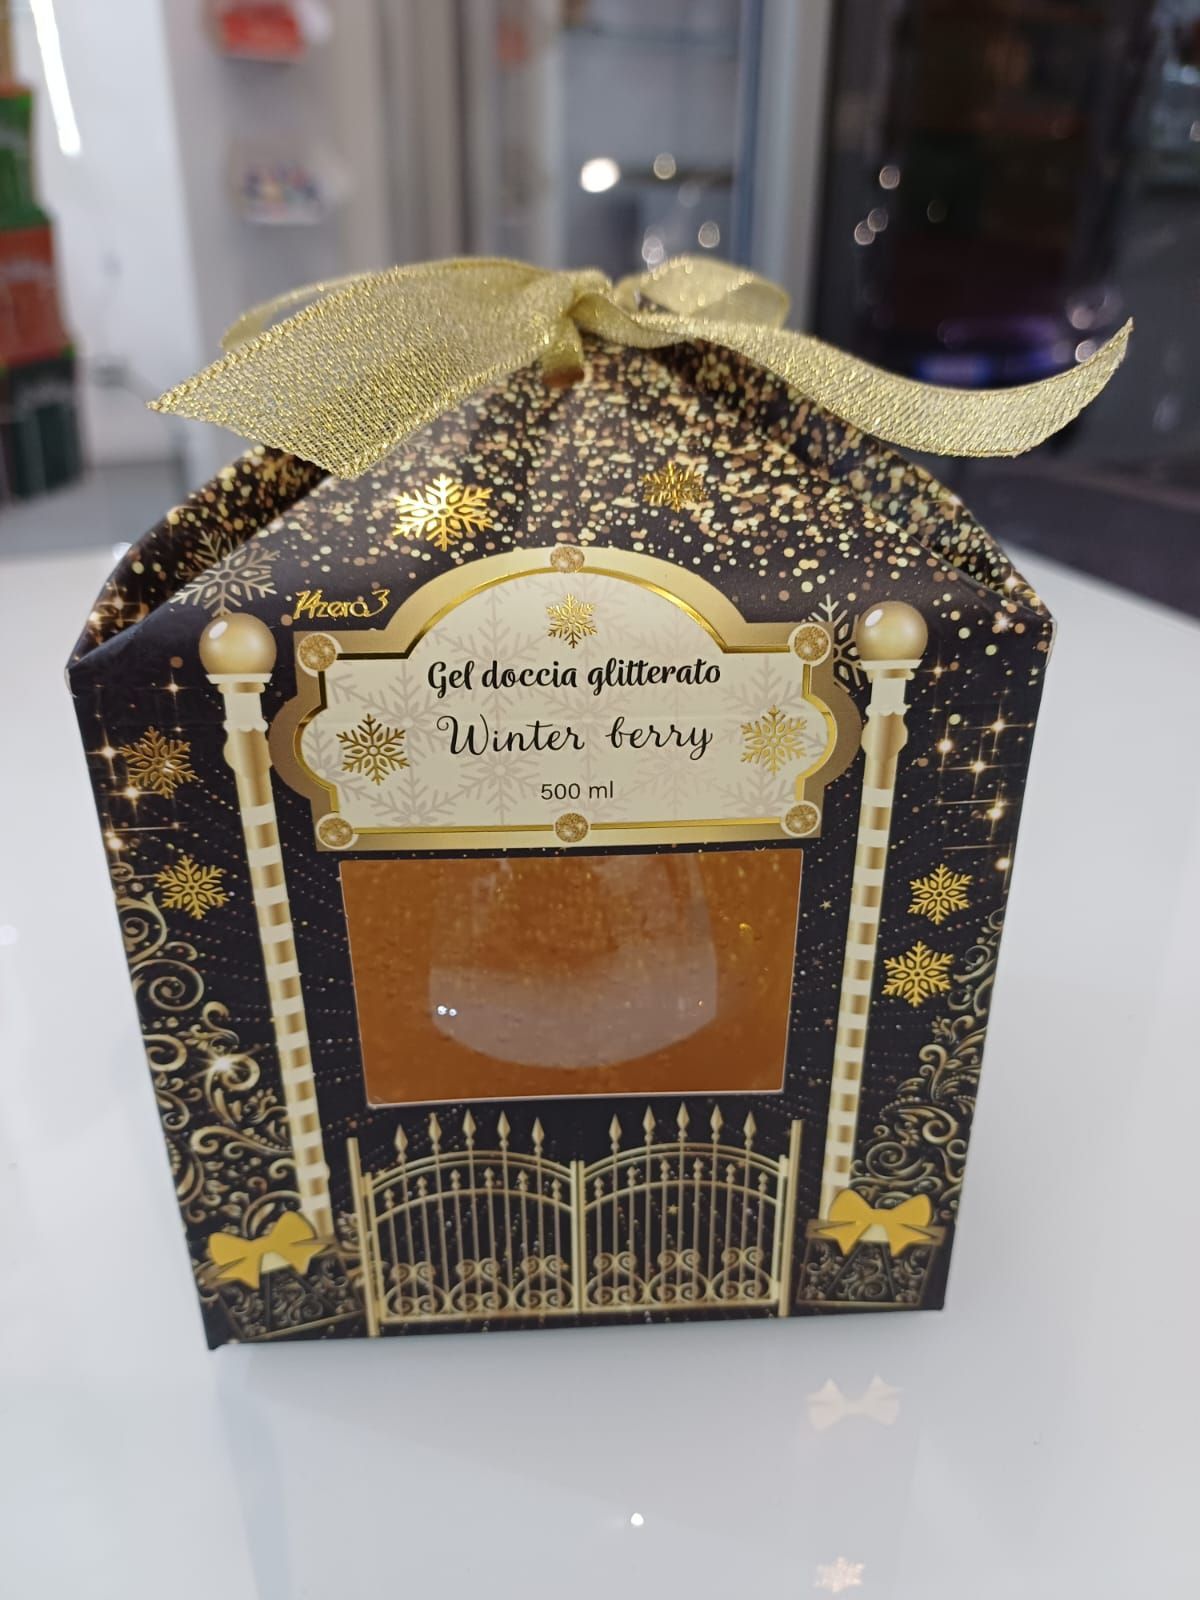 14zero3
Gel doccia glitterato
Winter berry
500 ml